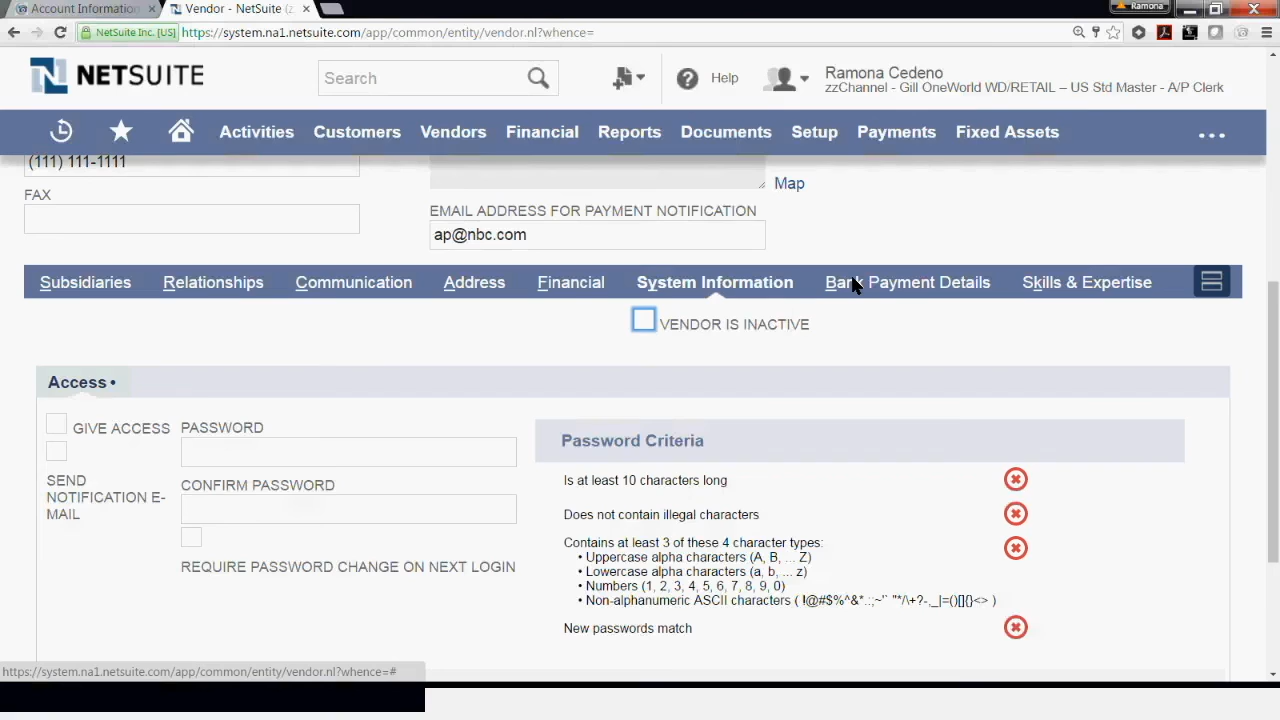 Account Information
Vendor - NetSuite (z
Ramona
NetSuite Inc. [US]
https://system.na1.netsuite.com/app/common/entity/vendor.nl?whence=
NETSUITE
Search
Help
Ramona Cedeno
zzChannel - Gill OneWorld WD/RETAIL – US Std Master - A/P Clerk
Activities
Customers
Vendors
Financial
Reports
Documents
Setup
Payments
Fixed Assets
(111) 111-1111
Map
FAX
EMAIL ADDRESS FOR PAYMENT NOTIFICATION
ap@nbc.com
Subsidiaries
Relationships
Communication
Address
Financial
System Information
Bank Payment Details
Skills & Expertise
VENDOR IS INACTIVE
Access •
GIVE ACCESS
PASSWORD
Password Criteria
SEND
NOTIFICATION E-
MAIL
CONFIRM PASSWORD
REQUIRE PASSWORD CHANGE ON NEXT LOGIN
Is at least 10 characters long
Does not contain illegal characters
Contains at least 3 of these 4 character types:
• Uppercase alpha characters (A, B, ... Z)
• Lowercase alpha characters (a, b, ... z)
• Numbers (1, 2, 3, 4, 5, 6, 7, 8, 9, 0)
• Non-alphanumeric ASCII characters ( !@#$%^&*.:;~'` "*/\+?-,_|=()[]{}<> )
New passwords match
https://system.na1.netsuite.com/app/common/entity/vendor.nl?whence=#